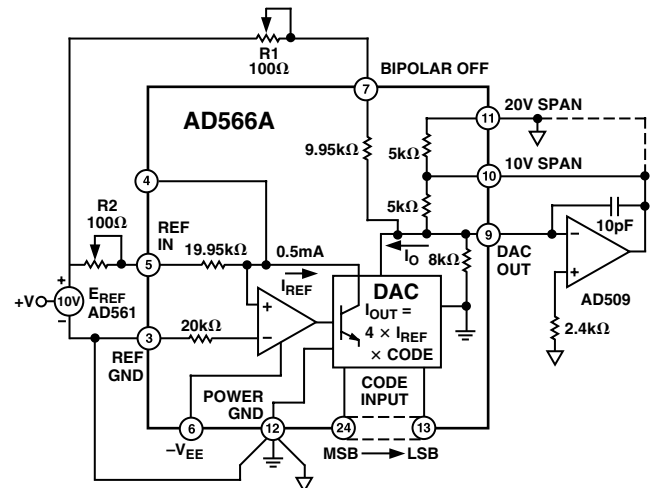 R1
100Ω
BIPOLAR OFF
7
AD566A
20V SPAN
11
9.95kΩ
5kΩ
10V SPAN
10
4
5kΩ
R2
100Ω
REF
IN
10pF
5
19.95kΩ
0.5mA
IREF
IO
8kΩ
9
DAC
OUT
+
+V
10V
EREF
AD561
–
+
–
DAC
IOUT =
4 × IREF
× CODE
–
+
AD509
3
20kΩ
REF
GND
2.4kΩ
POWER
GND
CODE
INPUT
6
12
24
13
–VEE
MSB
LSB